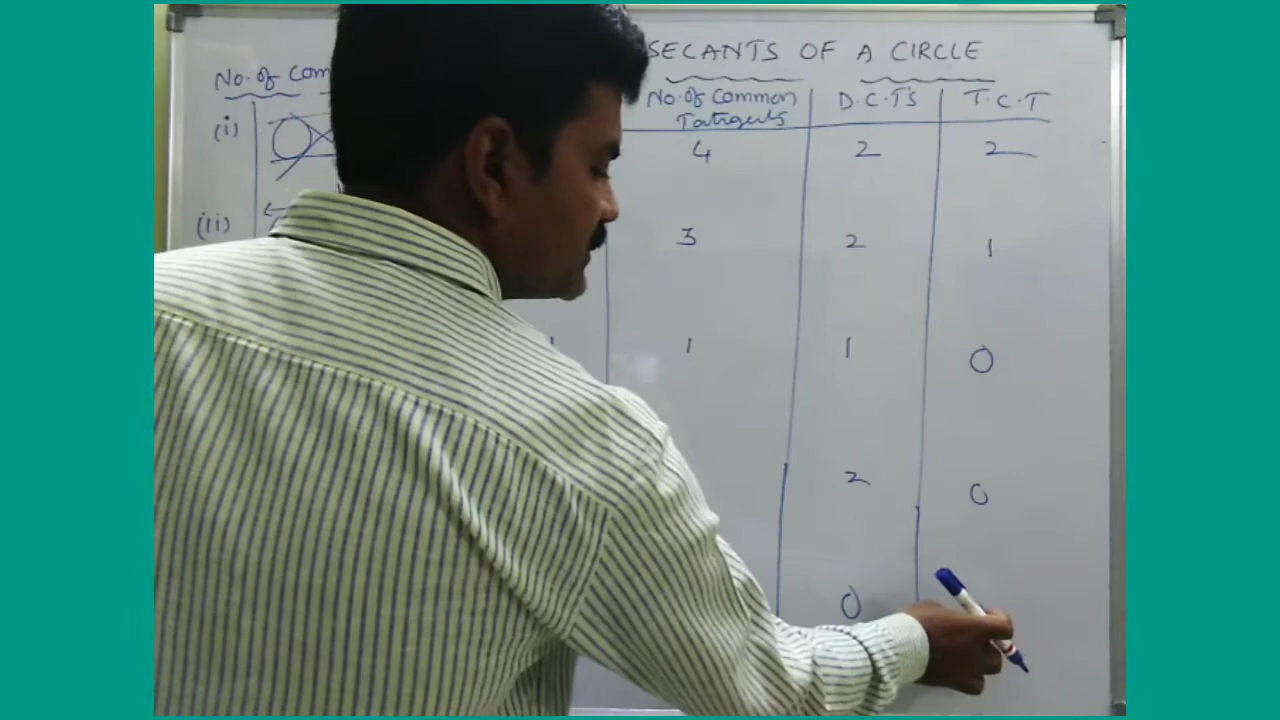 SECANTS OF A CIRCLE
No. of Com
No. of Common Tangents D.C.T's T.C.T
(i) 4 2 2
(ii) 3 2 1
1 1 0
2 0
0